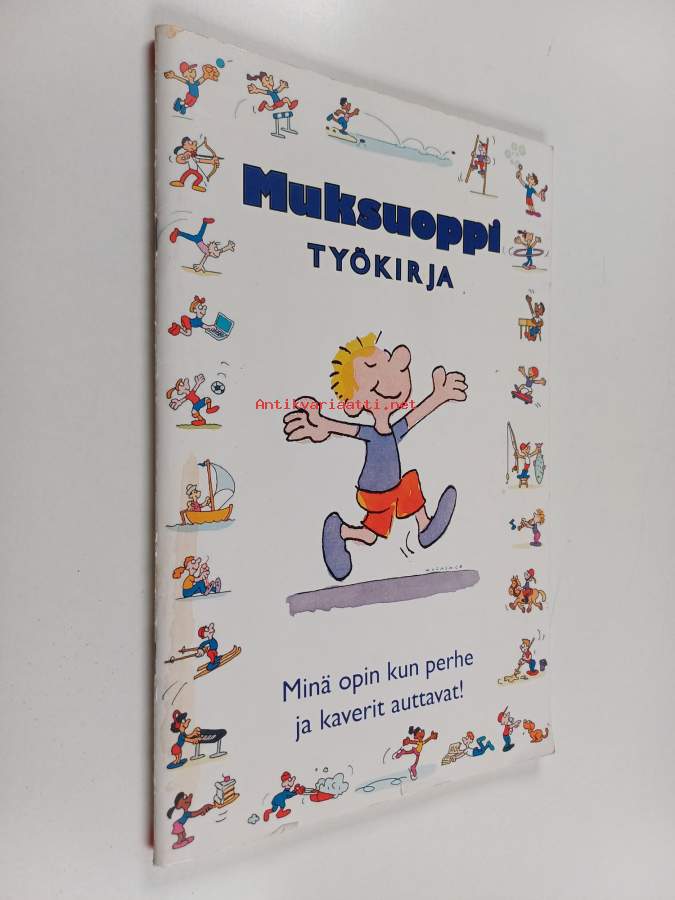 Muksuoppi
TYÖKIRJA
Antikvariaatti.net
Minä opin kun perhe
ja kaverit auttavat!